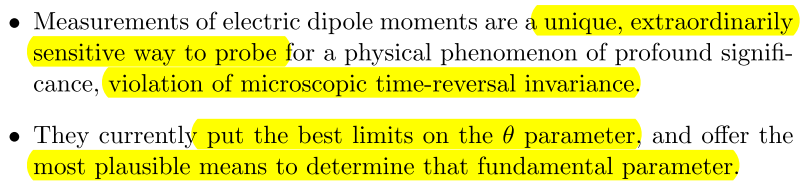 • Measurements of electric dipole moments are a unique, extraordinarily
sensitive way to probe for a physical phenomenon of profound signifi-
cance, violation of microscopic time-reversal invariance.
• They currently put the best limits on the θ parameter, and offer the
most plausible means to determine that fundamental parameter.